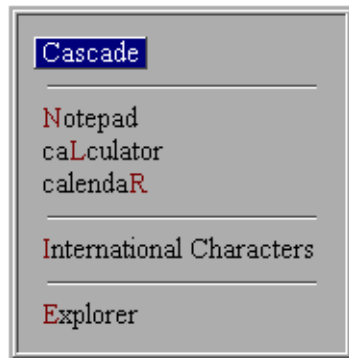 Cascade
Notepad
caLculator
calendaR
International Characters
Explorer